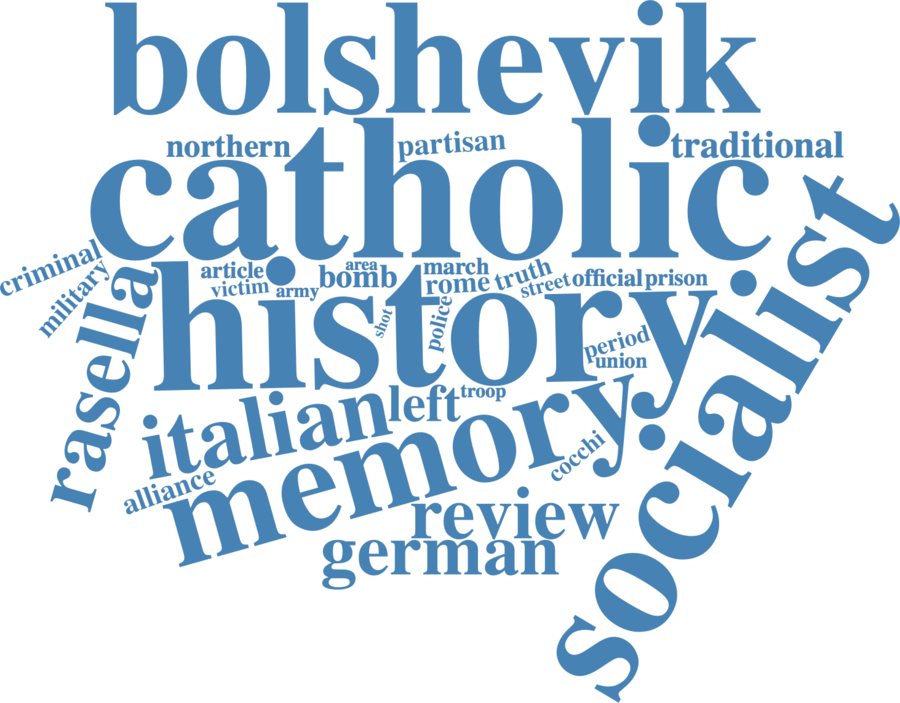 bolshevik
northern partisan traditional
catholic
socialist
criminal
military
rasella
article area march truth
victim army bomb rome street official prison
history
shot police period
union
italian left troop
memory
alliance cocchi
review
german